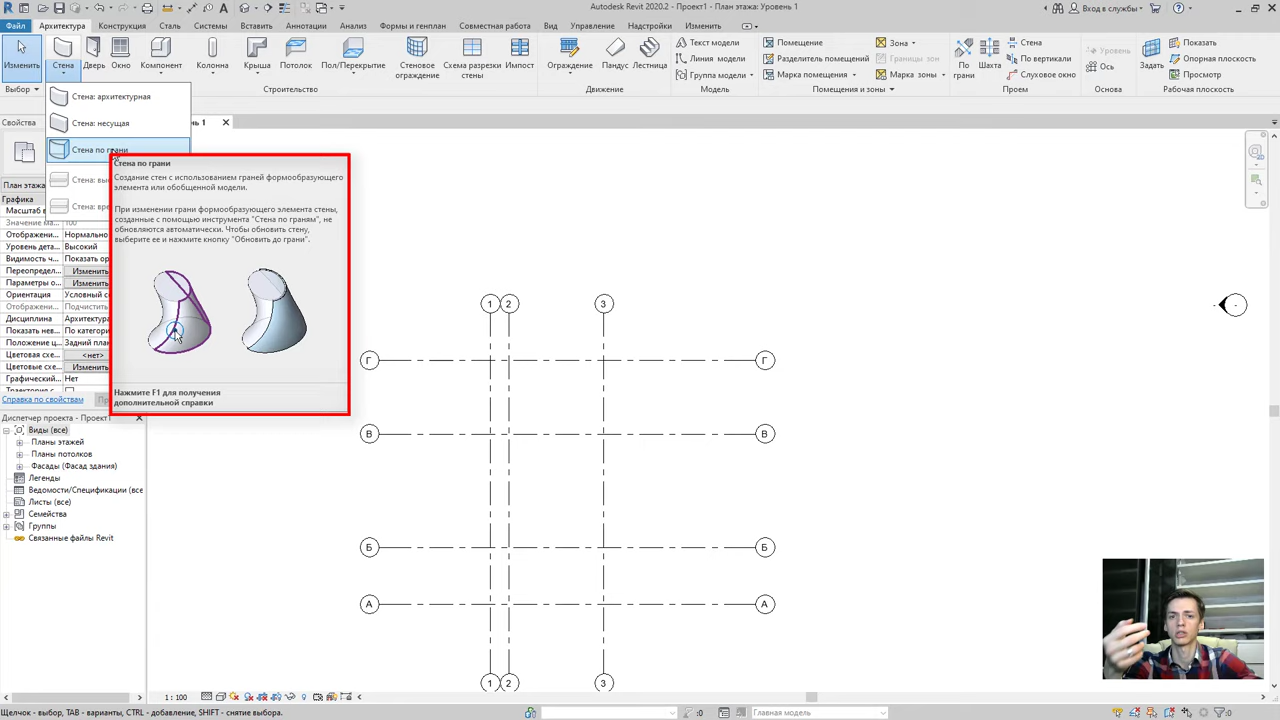 Autodesk Revit 2020.2 - Проект1 - План этажа: Уровень 1
Вход в службы
Файл Архитектура Конструкция Сталь Системы Вставить Аннотации Анализ Формы и генплан Совместная работа Вид Управление Надстройки Изменить
Изменить
Стена
Дверь
Окно
Компонент
Колонна
Крыша
Потолок
Пол/Перекрытие
Стеновое
ограждение
Схема разрезки
стены
Импост
Ограждение
Пандус
Лестница
Текст модели
Линия модели
Группа модели
Помещение
Разделитель помещений
Марка помещения
Зона
Границы зон
Марка зоны
По
грани
Шахта
Стена
По вертикали
Слуховое окно
Уровень
Ось
Задать
Показать
Опорная плоскость
Просмотр
Выбор
Строительство
Движение
Модель
Помещения и зоны
Проем
Основа
Рабочая плоскость
Стена: архитектурная
Стена: несущая
Стена по грани
Стена:
Стена:
Свойства
1
Стена по грани
Создание стен с использованием граней формообразующего
элемента или обобщенной модели.
При изменении грани формообразующего элемента стены,
созданные с помощью инструмента "Стена по граням", не
обновляются автоматически. Чтобы обновить стену,
выберите ее и нажмите кнопку "Обновить до грани".
Нажмите F1 для получения
дополнительной справки
План этажа
Графика
Масштаб
100
Отображени... Нормально
Уровень дета... Высокий
Видимость ч... Показать
Переопредел... Изменить
Параметры о... Изменить
Ориентация Условный
Отображени... Подчистить
Дисциплина Архитектура
Показать нев... По категори
Положение ц... Задний план
Цветовая схе... <нет>
Цветовые схе... Изменить
Графический Нет
Справка по свойствам
Диспетчер проекта - Проект1
Виды (все)
Планы этажей
Планы потолков
Фасады (Фасад здания)
Легенды
Ведомости/Спецификации (все
Листы (все)
Семейства
Группы
Связанные файлы Revit
1 2 3
Г Г
В В
Б Б
А А
1 2 3
1 : 100
Щелчок - выбор, TAB - варианты, CTRL - добавление, SHIFT - снятие выбора.
:0
Главная модель
:0